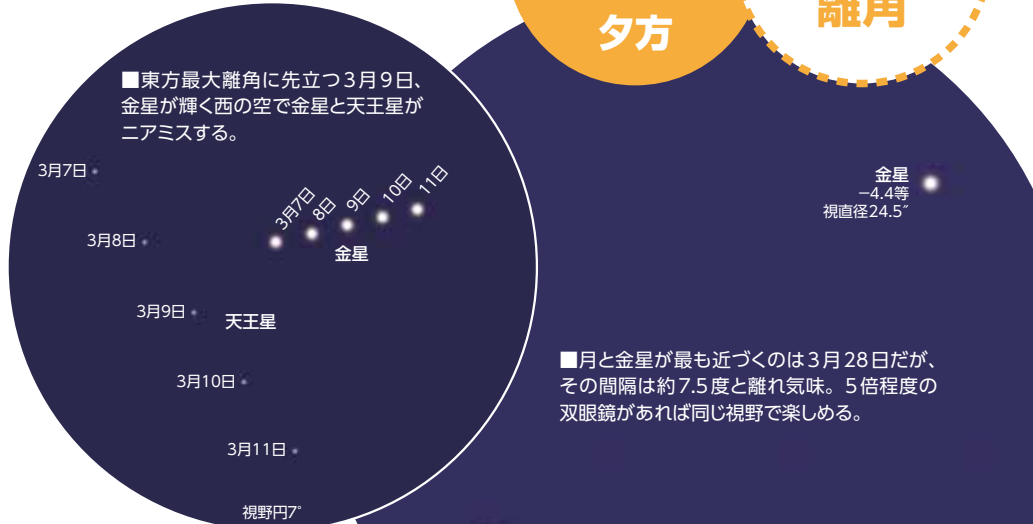 夕方
離角
■東方最大離角に先立つ3月9日、
金星が輝く西の空で金星と天王星が
ニアミスする。
3月7日
3月8日
3月9日
3月10日
3月11日
天王星
3月7日
8日
9日
10日
11日
金星
視野円7°
金星
−4.4等
視直径24.5″
■月と金星が最も近づくのは3月28日だが、
その間隔は約7.5度と離れ気味。5倍程度の
双眼鏡があれば同じ視野で楽しめる。